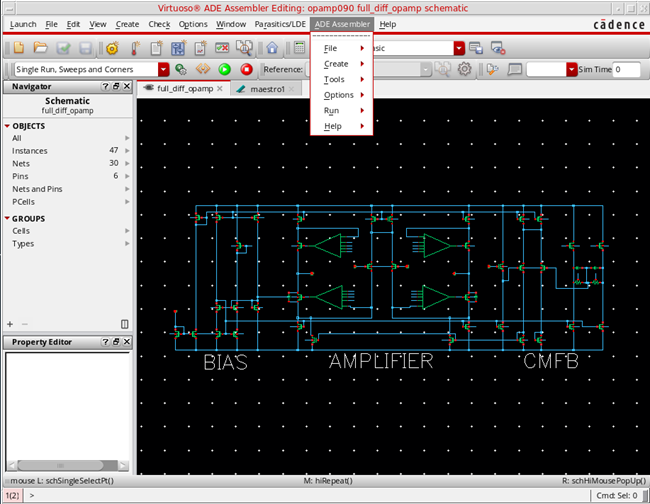 Virtuoso® ADE Assembler Editing: opamp090 full_diff_opamp schematic
Launch File Edit View Create Check Options Window Parasitics/LDE ADE Assembler Help
cādence
File
Create
Tools
Options
Run
Help
Single Run, Sweeps and Corners
Reference:
Sim Time 0
Navigator
full_diff_opamp
maestro1
Schematic
full_diff_opamp
OBJECTS
All
Instances 47
Nets 30
Pins 6
Nets and Pins
PCells
GROUPS
Cells
Types
Property Editor
BIAS AMPLIFIER CMFB
mouse L: schSingleSelectPt() M: hiRepeat() R: schHiMousePopUp()
1(2) > Cmd: Sel: 0